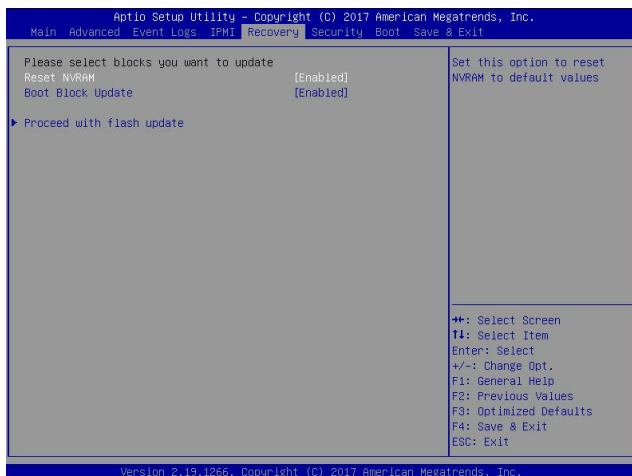 Aptio Setup Utility – Copyright (C) 2017 American Megatrends, Inc.
Main Advanced Event Logs IPMI Recovery Security Boot Save & Exit
Please select blocks you want to update
Reset NVRAM [Enabled]
Boot Block Update [Enabled]
▶ Proceed with flash update
Set this option to reset
NVRAM to default values
→←: Select Screen
↑↓: Select Item
Enter: Select
+/-: Change Opt.
F1: General Help
F2: Previous Values
F3: Optimized Defaults
F4: Save & Exit
ESC: Exit
Version 2.19.1266. Copyright (C) 2017 American Megatrends, Inc.